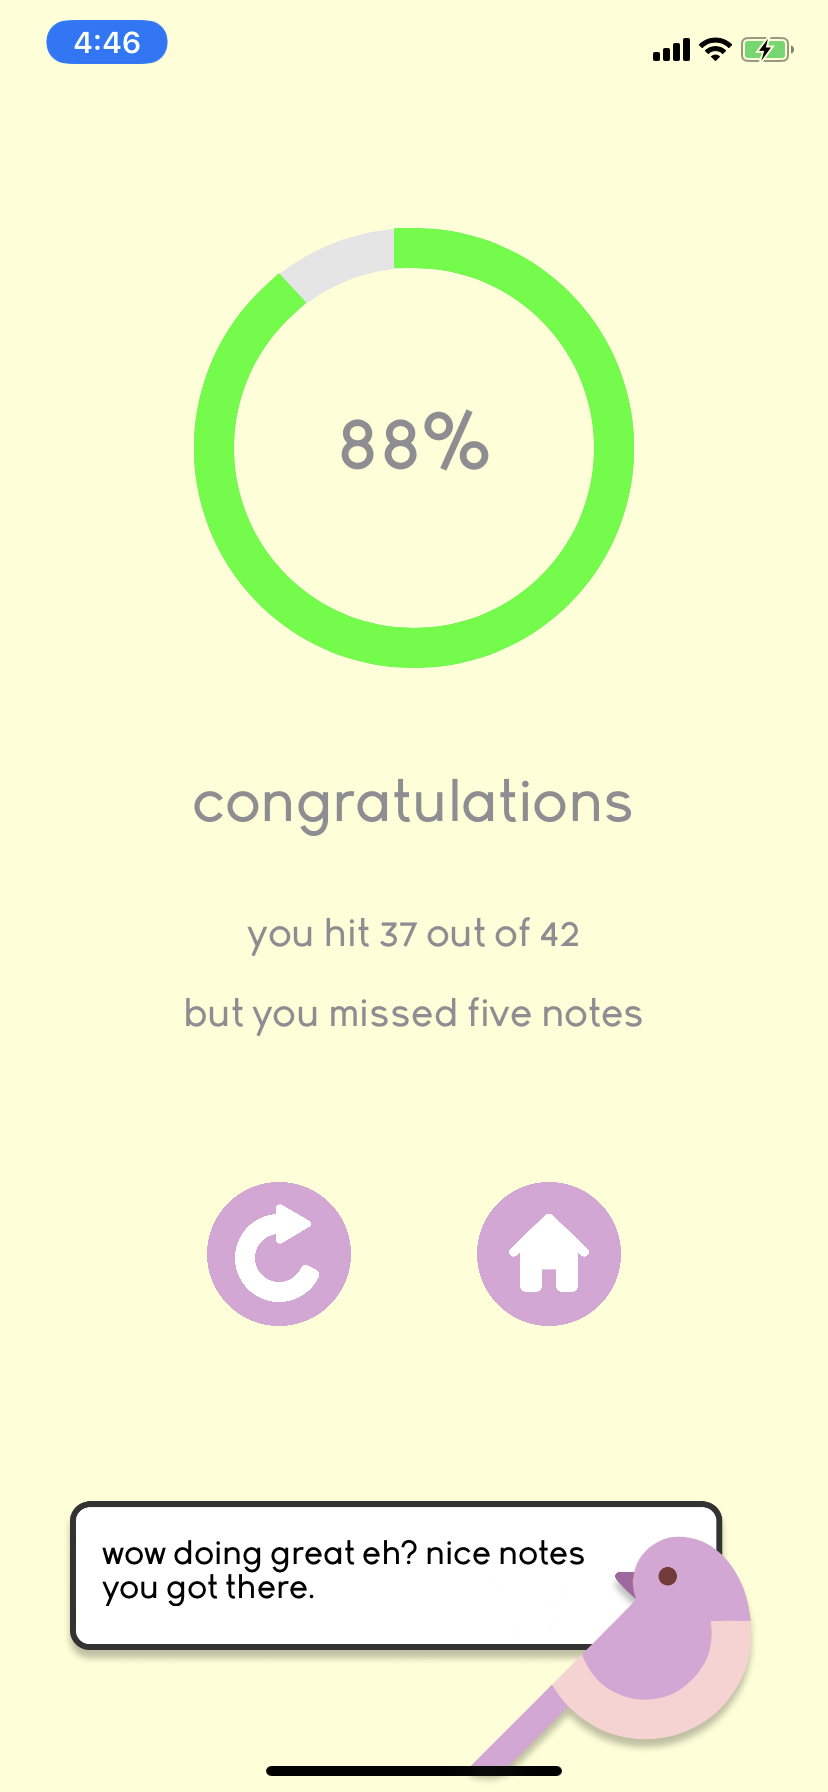 4:46
88%
congratulations
you hit 37 out of 42
but you missed five notes
wow doing great eh? nice notes
you got there.